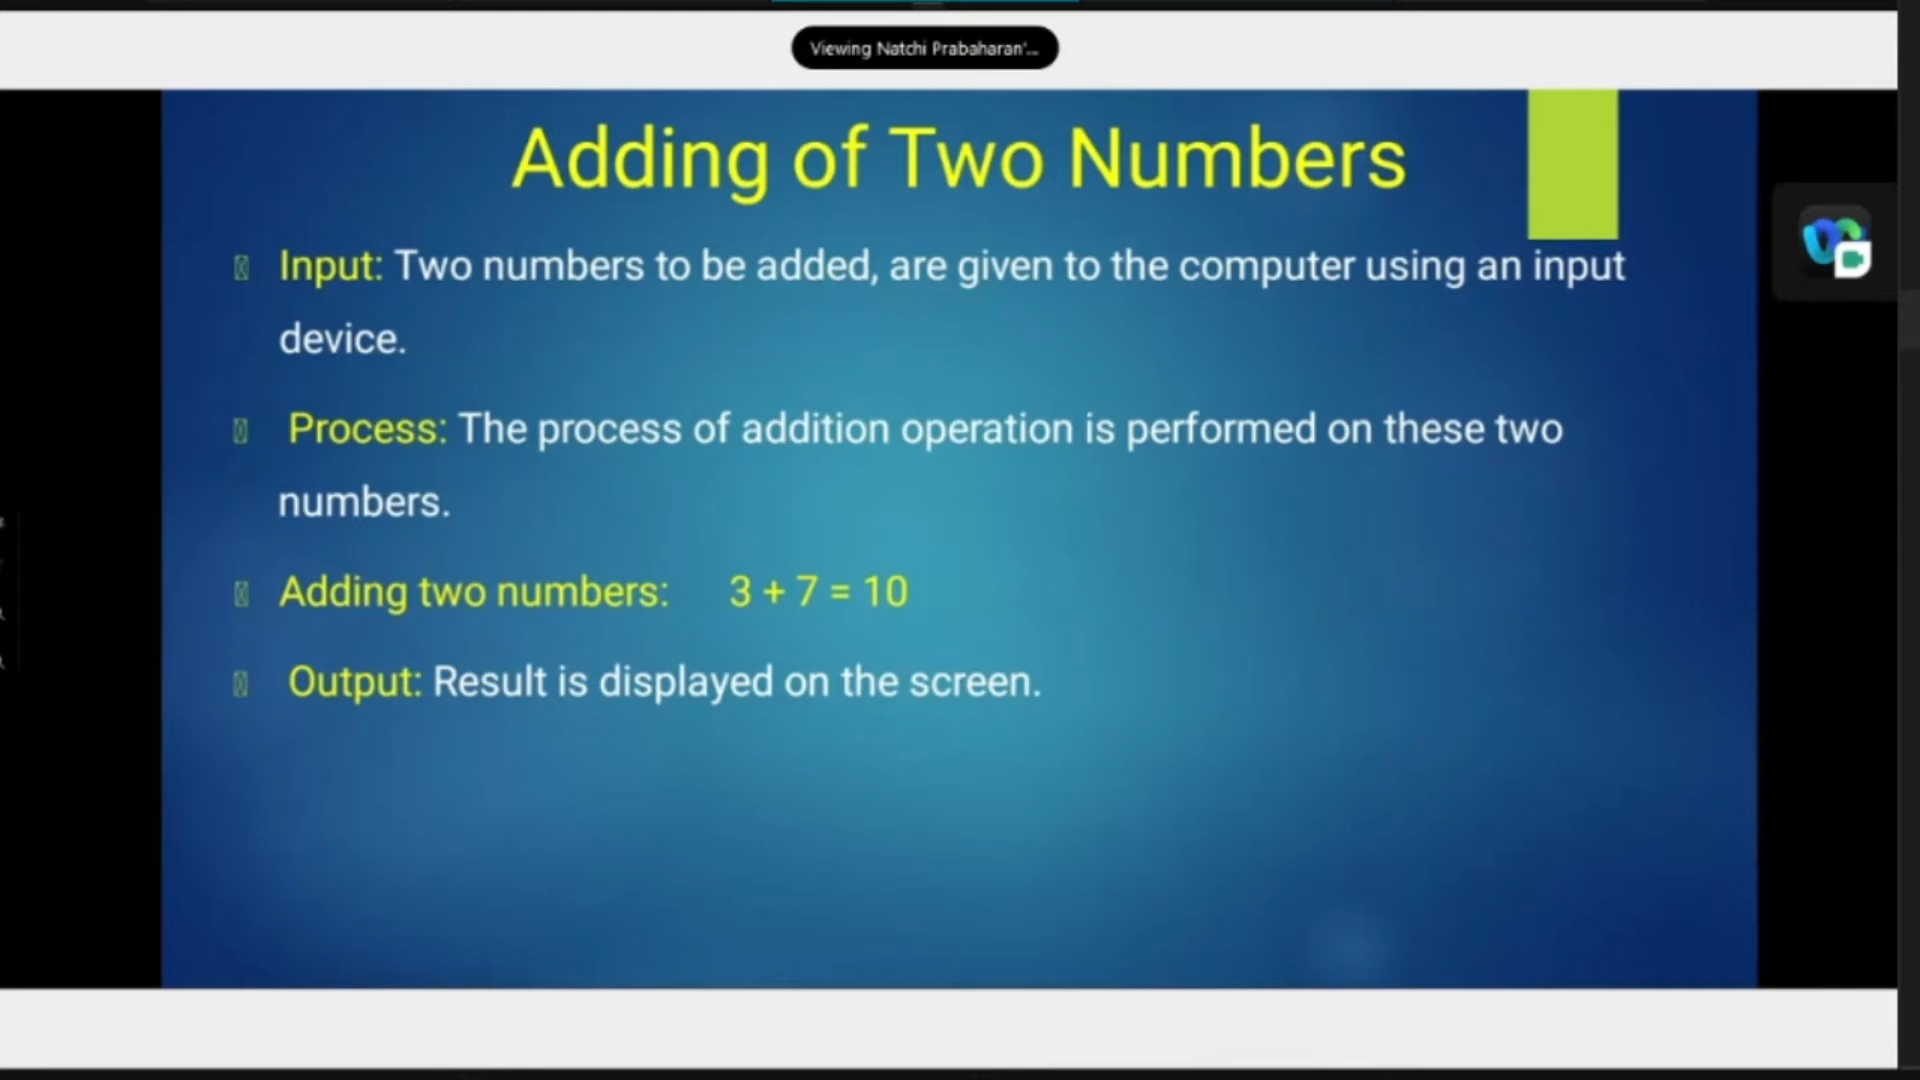 Viewing Natchi Prabaharan'...
Adding of Two Numbers
Input: Two numbers to be added, are given to the computer using an input
device.
Process: The process of addition operation is performed on these two
numbers.
Adding two numbers: 3 + 7 = 10
Output: Result is displayed on the screen.